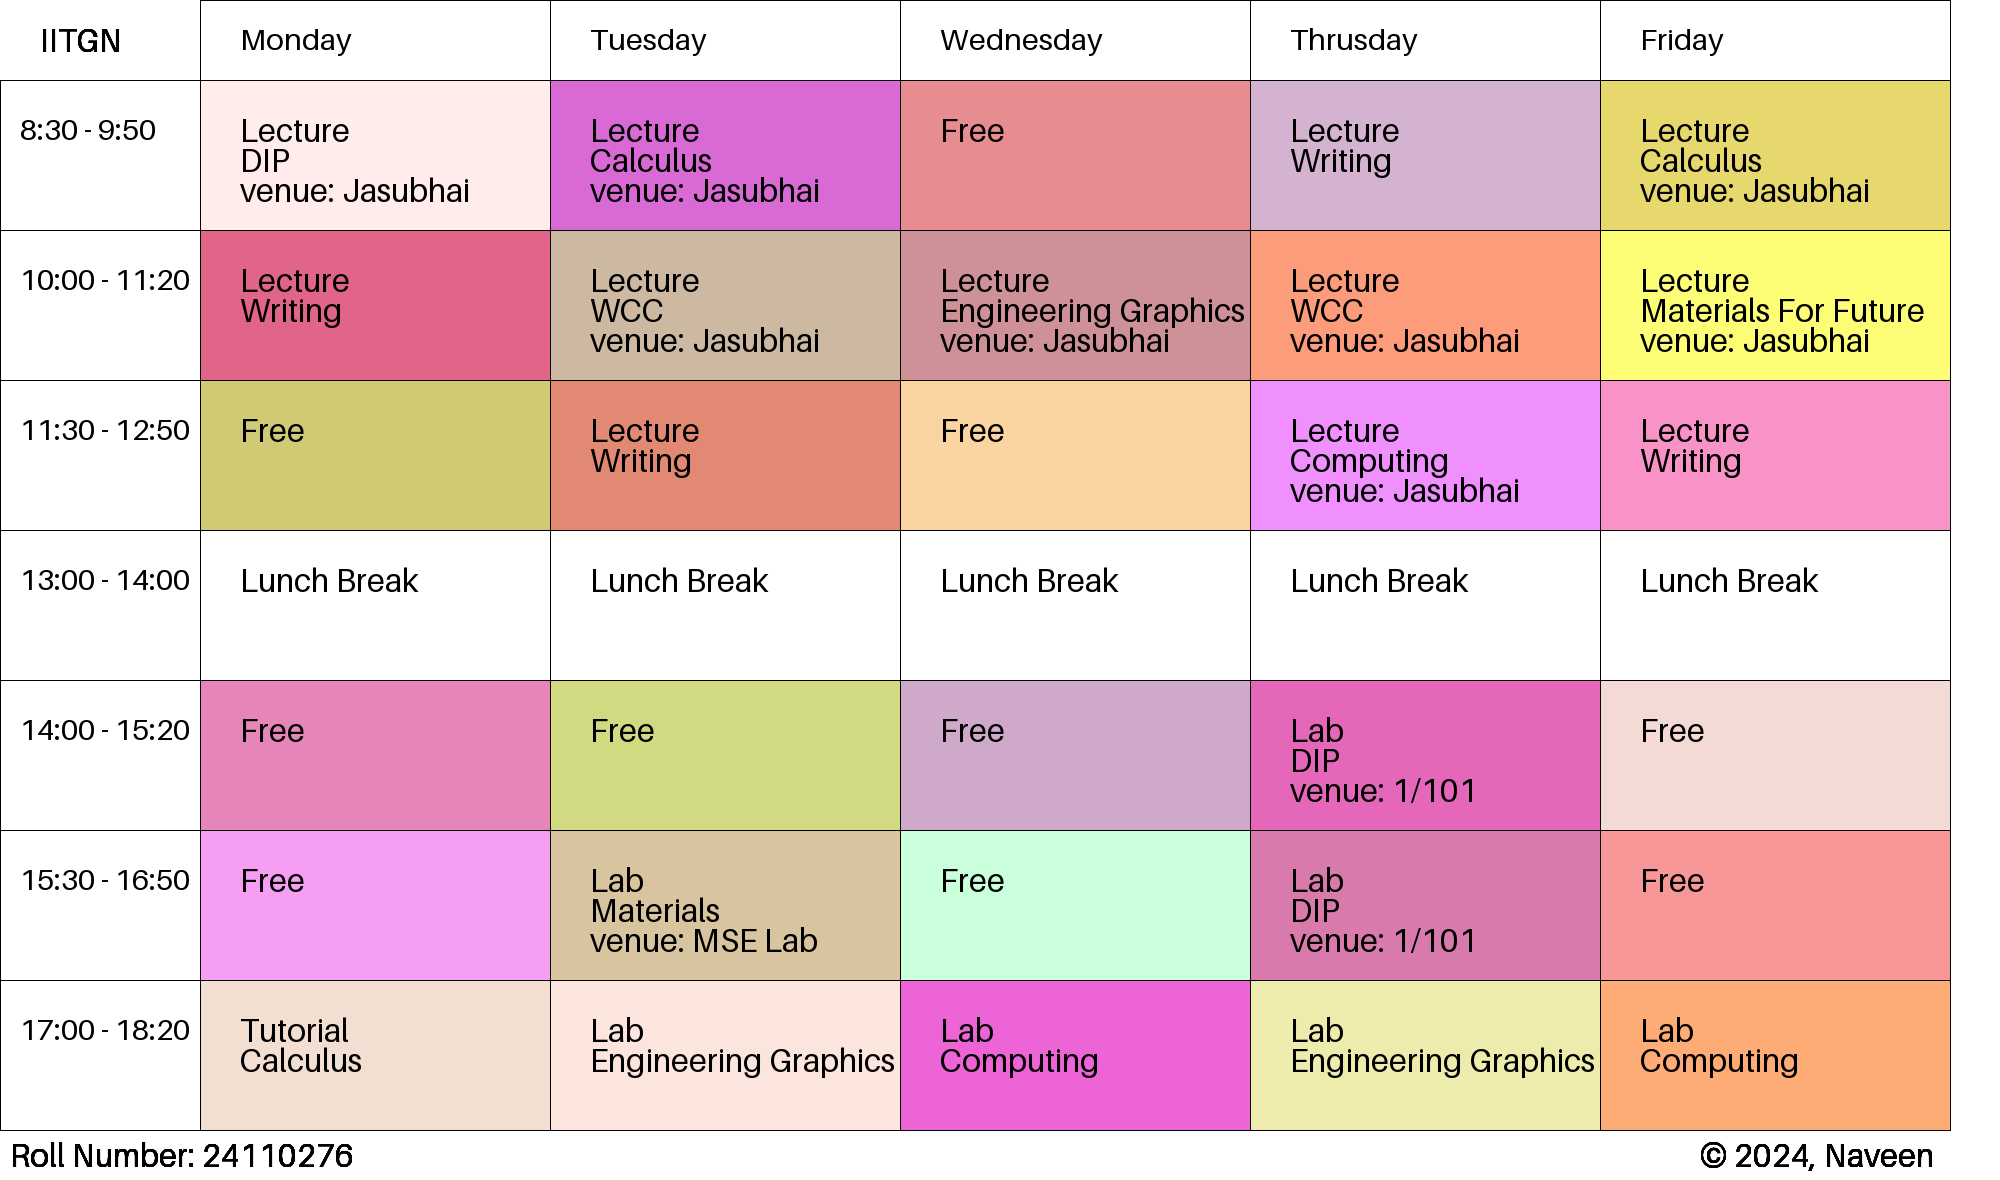 IITGN Monday Tuesday Wednesday Thrusday Friday
8:30 - 9:50
Lecture
DIP
venue: Jasubhai
Lecture
Calculus
venue: Jasubhai
Free
Lecture
Writing
Lecture
Calculus
venue: Jasubhai
10:00 - 11:20
Lecture
Writing
Lecture
WCC
venue: Jasubhai
Lecture
Engineering Graphics
venue: Jasubhai
Lecture
WCC
venue: Jasubhai
Lecture
Materials For Future
venue: Jasubhai
11:30 - 12:50
Free
Lecture
Writing
Free
Lecture
Computing
venue: Jasubhai
Lecture
Writing
13:00 - 14:00
Lunch Break
Lunch Break
Lunch Break
Lunch Break
Lunch Break
14:00 - 15:20
Free
Free
Free
Lab
DIP
venue: 1/101
Free
15:30 - 16:50
Free
Lab
Materials
venue: MSE Lab
Free
Lab
DIP
venue: 1/101
Free
17:00 - 18:20
Tutorial
Calculus
Lab
Engineering Graphics
Lab
Computing
Lab
Engineering Graphics
Lab
Computing
Roll Number: 24110276
© 2024, Naveen